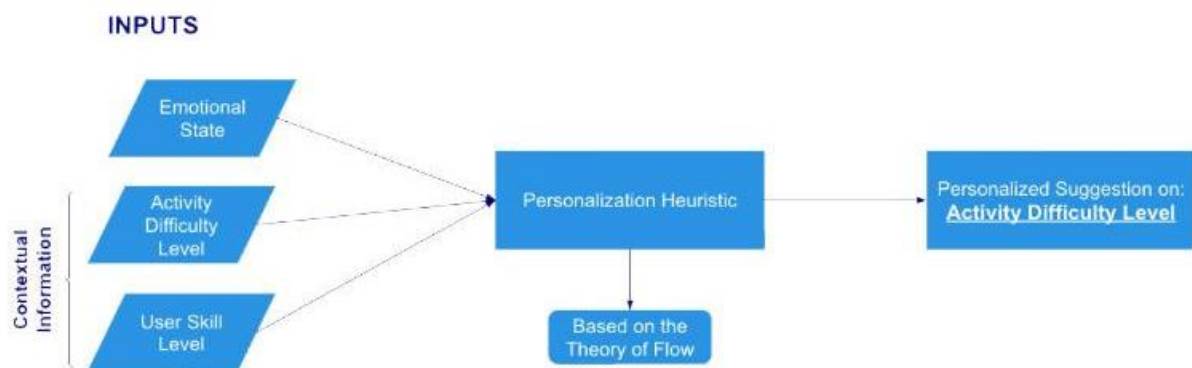 INPUTS
Emotional
State
Activity
Difficulty
Level
User Skill
Level
Contextual
Information
Personalization Heuristic
Based on the
Theory of Flow
Personalized Suggestion on:
Activity Difficulty Level